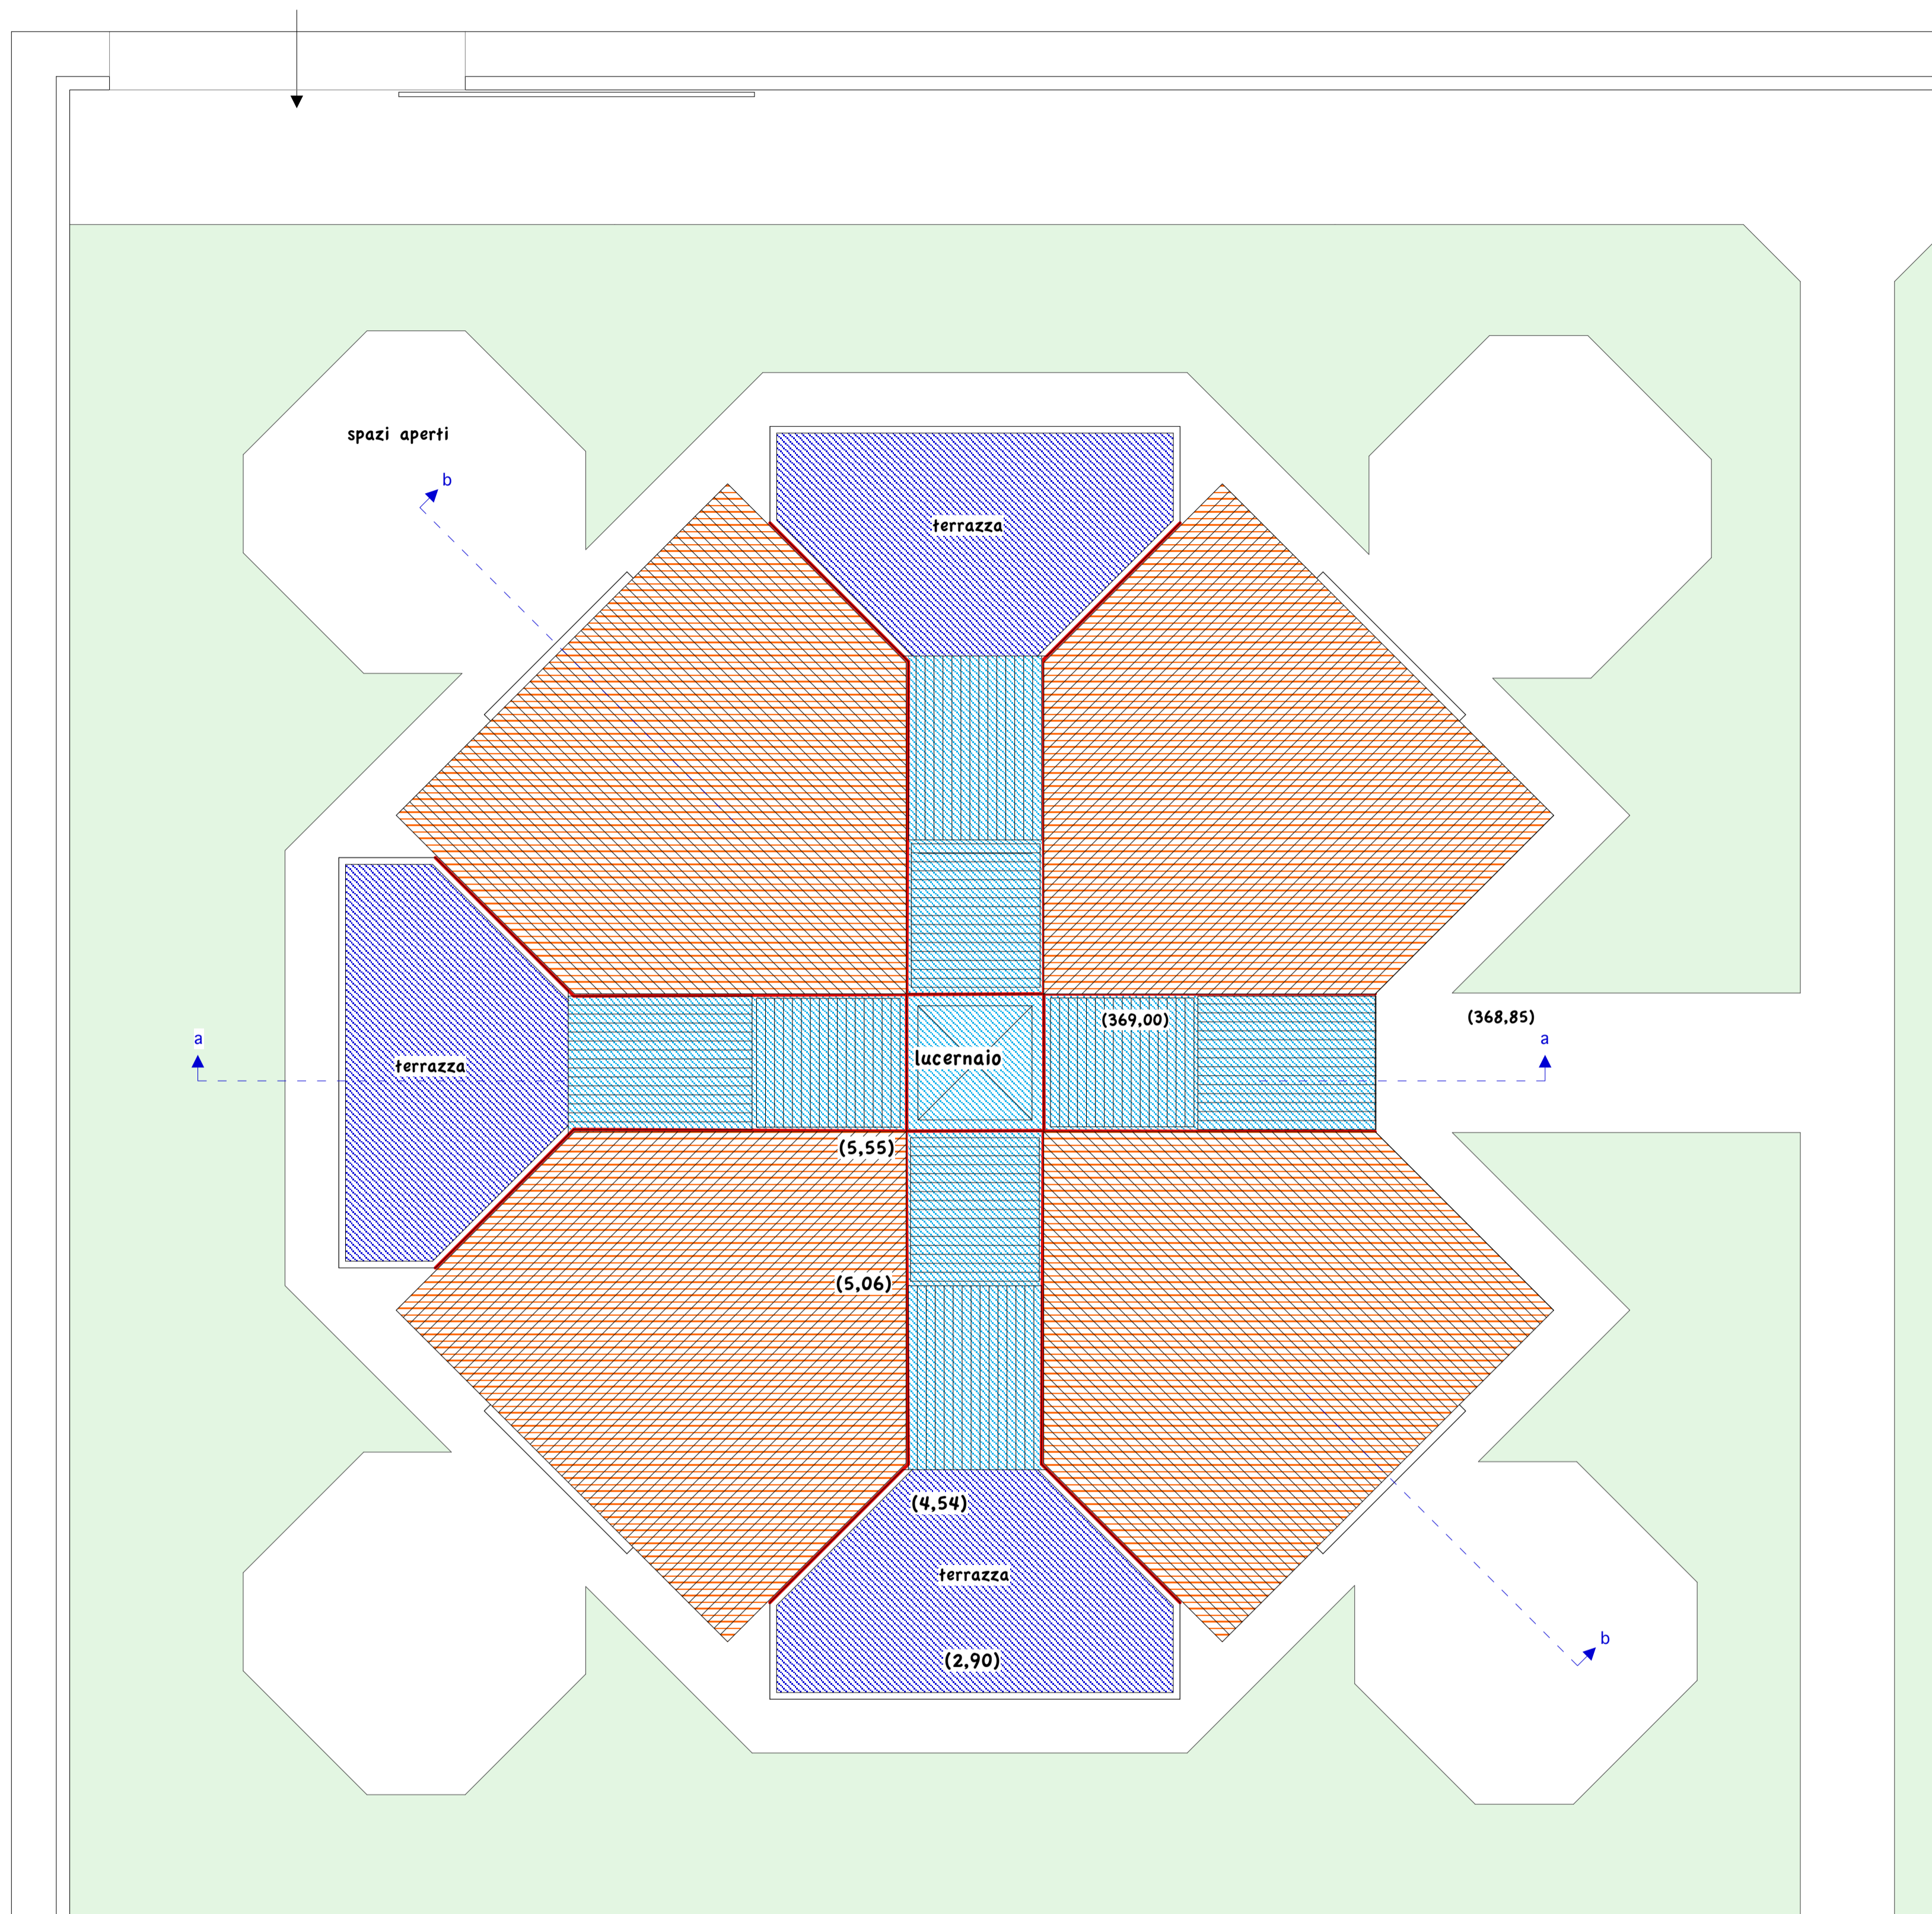 spazi aperti
b
terrazza
(369,00)
(368,85)
a
a
lucernaio
terrazza
(5,55)
(5,06)
(4,54)
terrazza
b
(2,90)